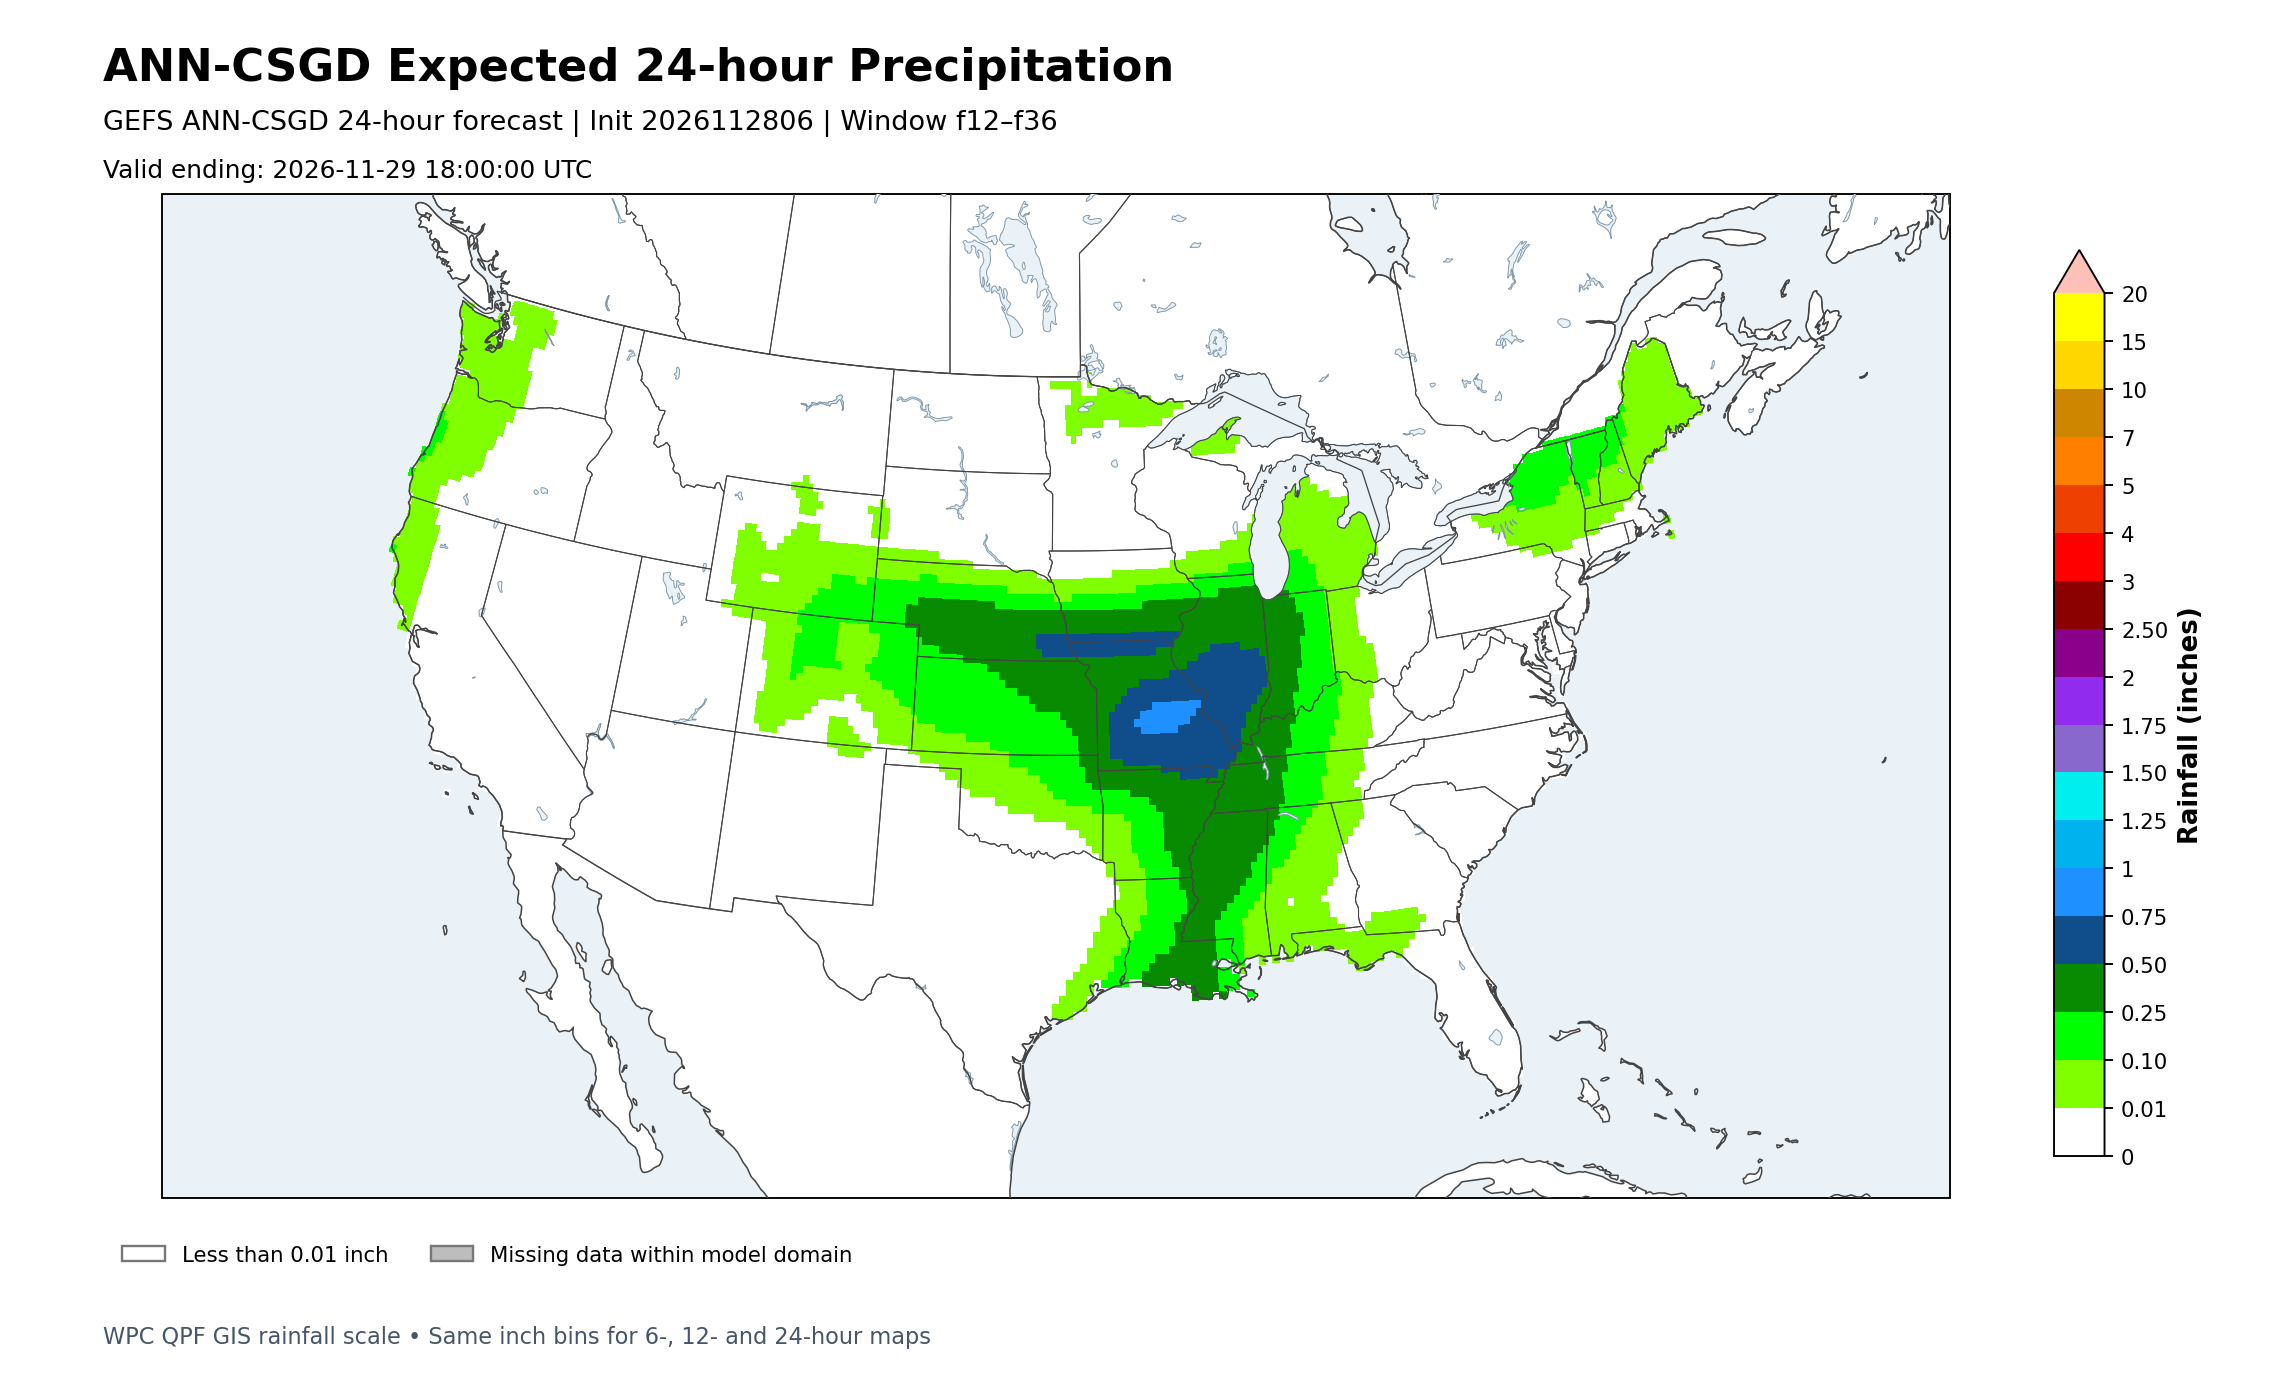 ANN-CSGD Expected 24-hour Precipitation
GEFS ANN-CSGD 24-hour forecast | Init 2026112806 | Window f12–f36
Valid ending: 2026-11-29 18:00:00 UTC
20
15
10
7
5
4
3
2.50
2
1.75
1.50
1.25
1
0.75
0.50
0.25
0.10
0.01
0
Rainfall (inches)
Less than 0.01 inch
Missing data within model domain
WPC QPF GIS rainfall scale • Same inch bins for 6-, 12- and 24-hour maps